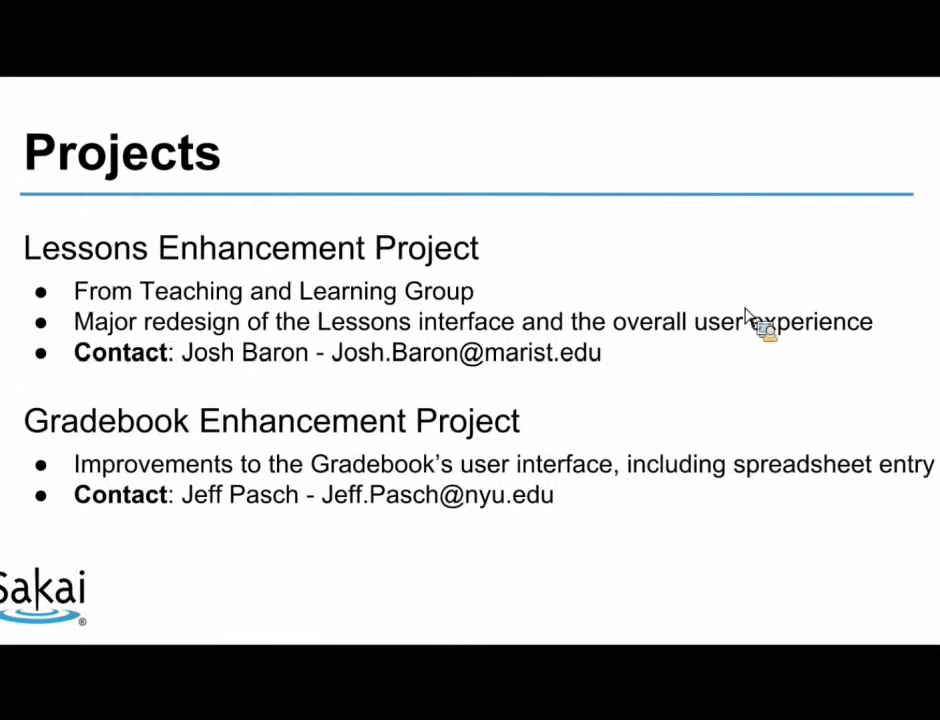 Projects
Lessons Enhancement Project
● From Teaching and Learning Group
● Major redesign of the Lessons interface and the overall user experience
● Contact: Josh Baron - Josh.Baron@marist.edu
Gradebook Enhancement Project
● Improvements to the Gradebook’s user interface, including spreadsheet entry
● Contact: Jeff Pasch - Jeff.Pasch@nyu.edu
Sakai
®